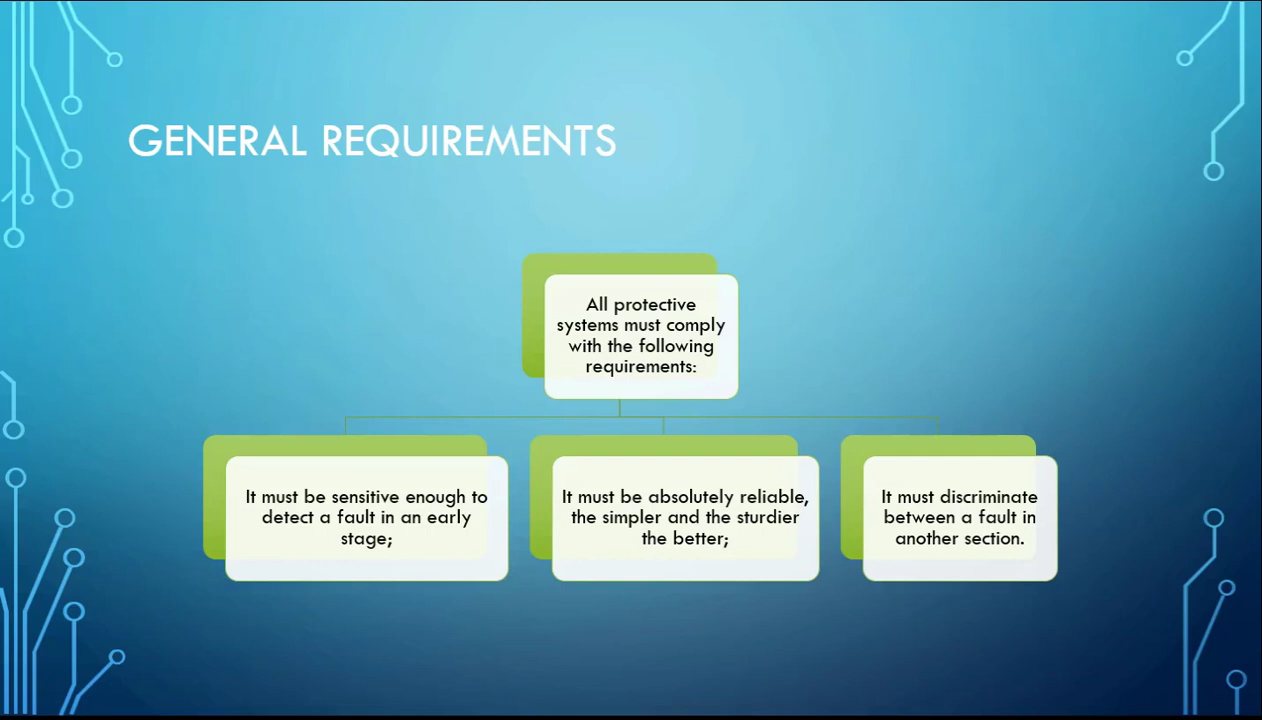 GENERAL REQUIREMENTS
All protective
systems must comply
with the following
requirements:
It must be sensitive enough to
detect a fault in an early
stage;
It must be absolutely reliable,
the simpler and the sturdier
the better;
It must discriminate
between a fault in
another section.